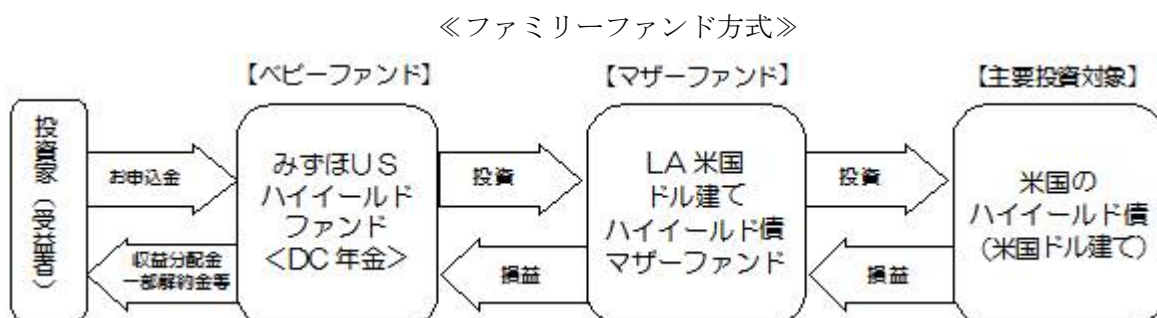 ≪ファミリーファンド方式≫
【ベビーファンド】
【マザーファンド】
【主要投資対象】
投資家（受益者）
お申込金
収益分配金
一部解約金等
みずほUS
ハイイールド
ファンド
＜DC年金＞
投資
損益
LA米国
ドル建て
ハイイールド債
マザーファンド
投資
損益
米国の
ハイイールド債
(米国ドル建て)